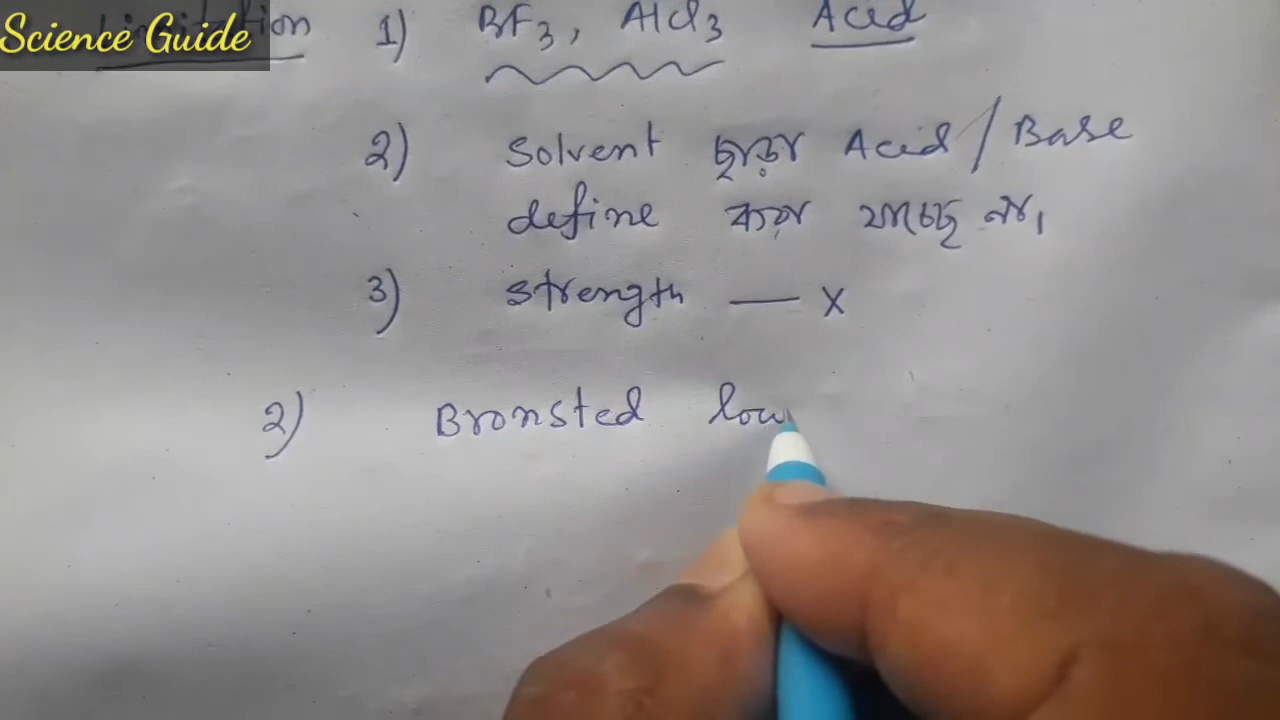 Science Guide
1) BF3, AlCl3 Acid
2) Solvent ছাড়া Acid / Base
define করা যাচ্ছে না।
3) strength — x
2) Bronsted low